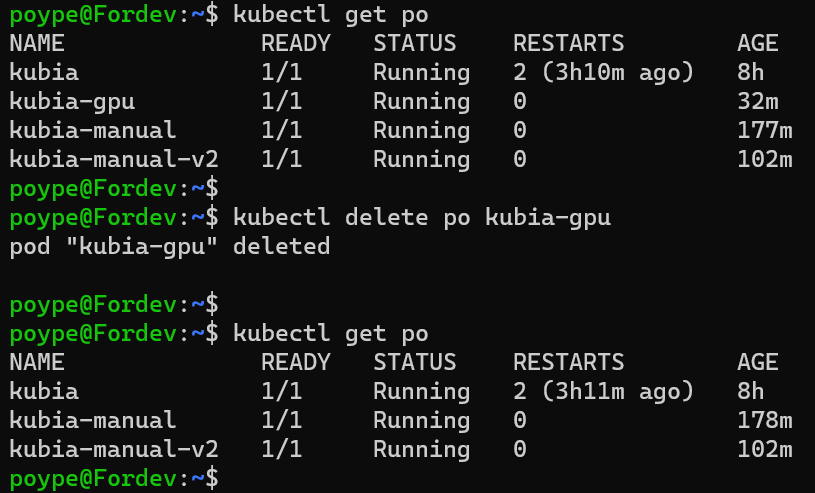 poype@Fordev:~$ kubectl get po
NAME READY STATUS RESTARTS AGE
kubia 1/1 Running 2 (3h10m ago) 8h
kubia-gpu 1/1 Running 0 32m
kubia-manual 1/1 Running 0 177m
kubia-manual-v2 1/1 Running 0 102m
poype@Fordev:~$
poype@Fordev:~$ kubectl delete po kubia-gpu
pod "kubia-gpu" deleted
poype@Fordev:~$
poype@Fordev:~$ kubectl get po
NAME READY STATUS RESTARTS AGE
kubia 1/1 Running 2 (3h11m ago) 8h
kubia-manual 1/1 Running 0 178m
kubia-manual-v2 1/1 Running 0 102m
poype@Fordev:~$